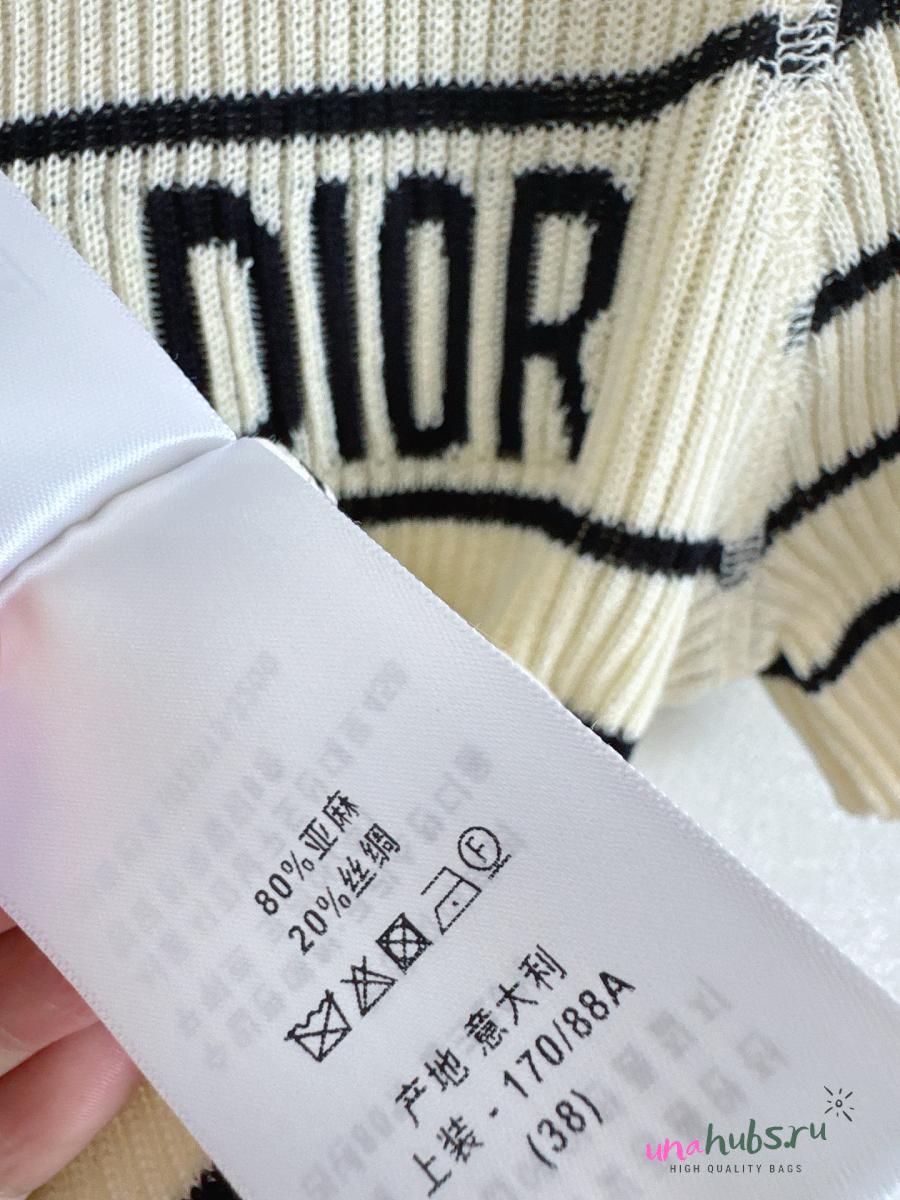 DIOR
80%亚麻
20%丝绸
F
产地 意大利
上装 - 170/88A
(38)
unahubs.ru
HIGH QUALITY BAGS